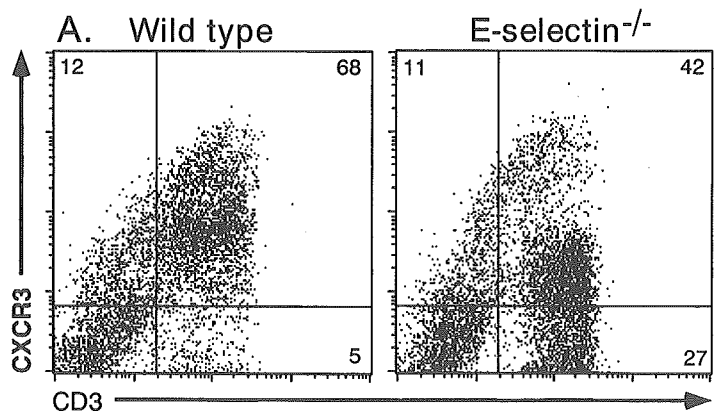 A. Wild type
E-selectin-/-
12
68
11
42
5
27
CXCR3
CD3